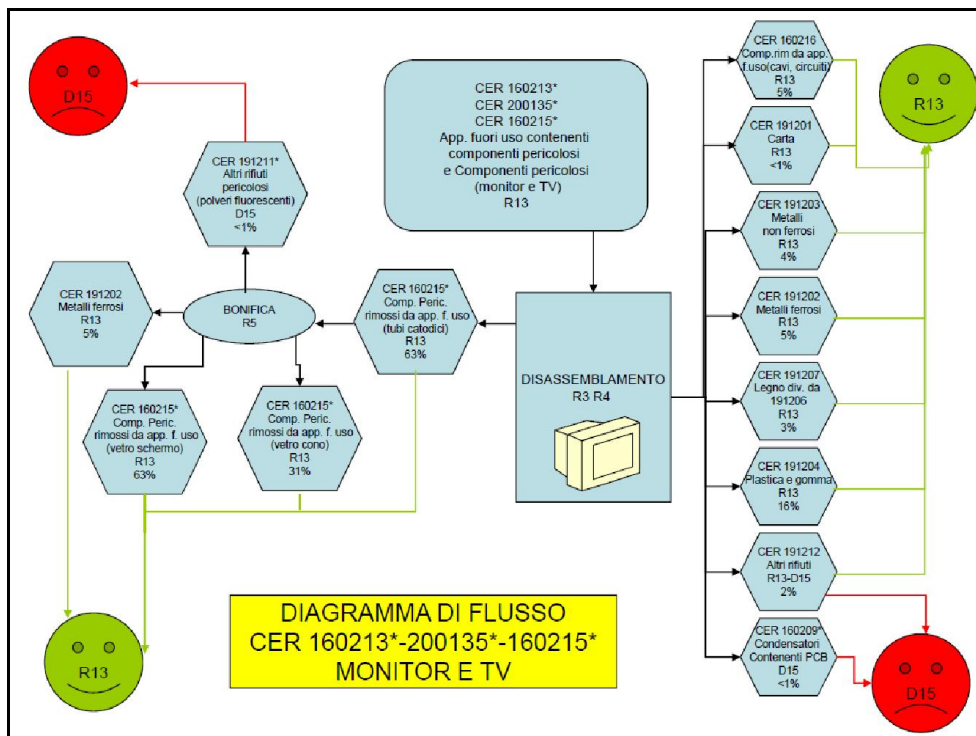 D15
CER 191211*
Altri rifiuti
pericolosi
(polveri fluorescenti)
D15
<1%
CER 160213*
CER 200135*
CER 160215*
App. fuori uso contenenti
componenti pericolosi
e Componenti pericolosi
(monitor e TV)
R13
CER 160216
Comp.rim da app.
f.uso(cavi, circuiti)
R13
5%
R13
CER 191201
Carta
R13
<1%
CER 191203
Metalli
non ferrosi
R13
4%
CER 191202
Metalli ferrosi
R13
5%
BONIFICA
R5
CER 160215*
Comp. Peric.
rimossi da app. f. uso
(tubi catodici)
R13
63%
CER 191202
Metalli ferrosi
R13
5%
DISASSEMBLAMENTO
R3 R4
CER 191207
Legno div. da
191206
R13
3%
CER 160215*
Comp. Peric.
rimossi da app. f. uso
(vetro schermo)
R13
63%
CER 160215*
Comp. Peric.
rimossi da app. f. uso
(vetro cono)
R13
31%
CER 191204
Plastica e gomma
R13
16%
CER 191212
Altri rifiuti
R13-D15
2%
CER 160209*
Condensatori
Contenenti PCB
D15
<1%
D15
R13
DIAGRAMMA DI FLUSSO
CER 160213*-200135*-160215*
MONITOR E TV